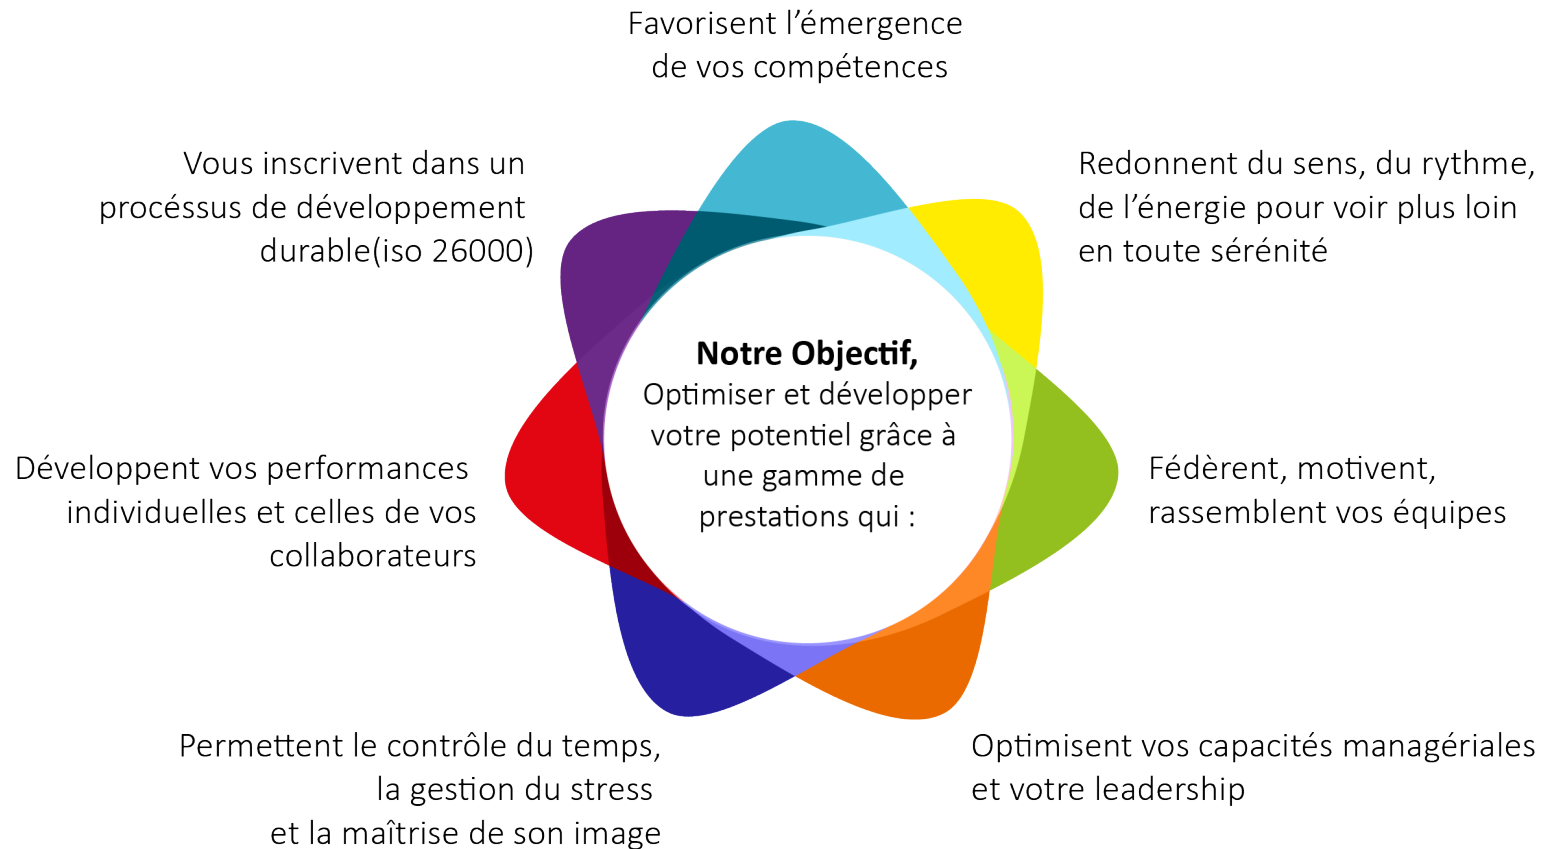 Favorisent l’émergence
de vos compétences
Vous inscrivent dans un
procéssus de développement
durable(iso 26000)
Redonnent du sens, du rythme,
de l’énergie pour voir plus loin
en toute sérénité
Notre Objectif,
Optimiser et développer
votre potentiel grâce à
une gamme de
prestations qui :
Développent vos performances
individuelles et celles de vos
collaborateurs
Fédèrent, motivent,
rassemblent vos équipes
Permettent le contrôle du temps,
la gestion du stress
et la maîtrise de son image
Optimisent vos capacités managériales
et votre leadership